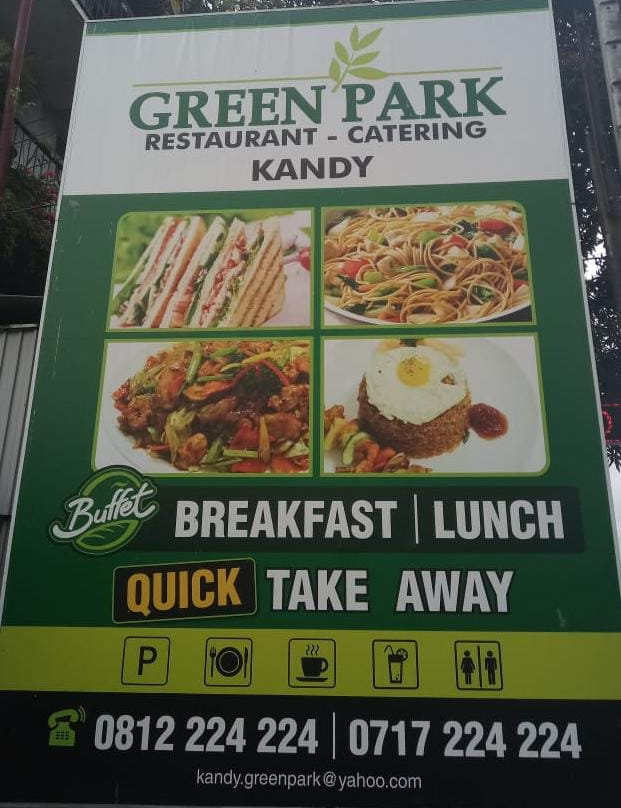 GREEN PARK
RESTAURANT - CATERING
KANDY
Buffet
BREAKFAST | LUNCH
QUICK TAKE AWAY
P
0812 224 224 | 0717 224 224
kandy.greenpark@yahoo.com